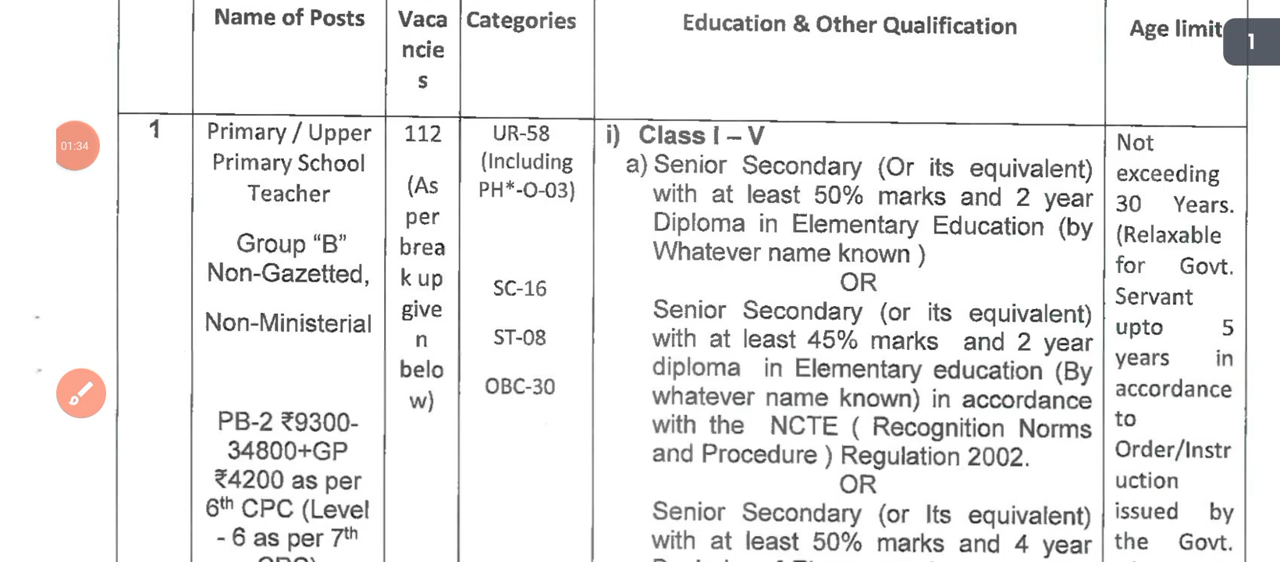 Name of Posts
Vaca
ncie
s
Categories
Education & Other Qualification
Age limit
1
1
Primary / Upper
Primary School
Teacher
Group “B”
Non-Gazetted,
Non-Ministerial
PB-2 ₹9300-
34800+GP
₹4200 as per
6th CPC (Level
- 6 as per 7th
112
(As
per
brea
k up
give
n
belo
w)
UR-58
(Including
PH*-O-03)
SC-16
ST-08
OBC-30
i) Class I – V
a) Senior Secondary (Or its equivalent)
with at least 50% marks and 2 year
Diploma in Elementary Education (by
Whatever name known )
OR
Senior Secondary (or its equivalent)
with at least 45% marks and 2 year
diploma in Elementary education (By
whatever name known) in accordance
with the NCTE ( Recognition Norms
and Procedure ) Regulation 2002.
OR
Senior Secondary (or Its equivalent)
with at least 50% marks and 4 year
Not
exceeding
30 Years.
(Relaxable
for Govt.
Servant
upto 5
years in
accordance
to
Order/Instr
uction
issued by
the Govt.
01:34